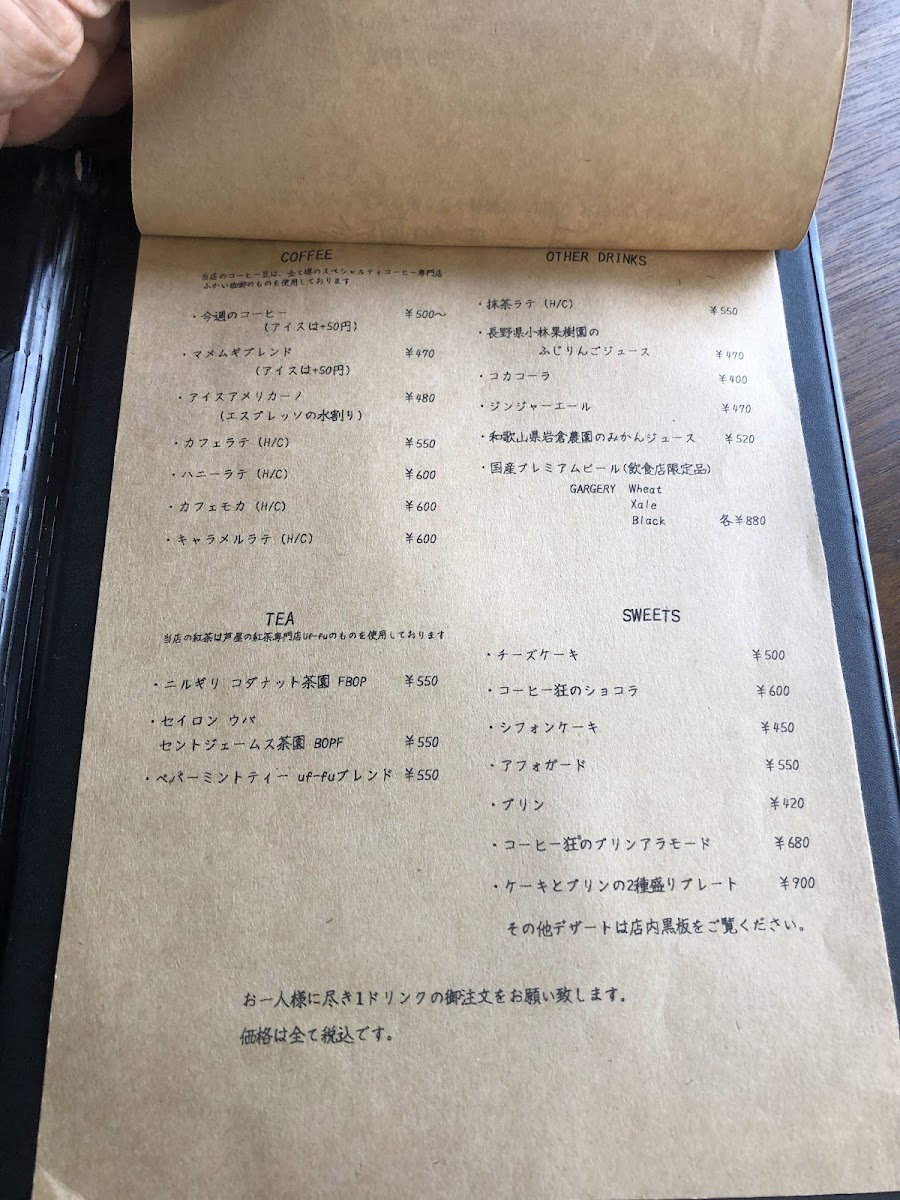 COFFEE
当店のコーヒー豆は、全て堺のスペシャルティコーヒー専門店
ふかい珈琲のものを使用しております
・今週のコーヒー ¥500〜
(アイスは+50円)
・マメムギブレンド ¥470
(アイスは+50円)
・アイスアメリカーノ ¥480
(エスプレッソの水割り)
・カフェラテ (H/C) ¥550
・ハニーラテ (H/C) ¥600
・カフェモカ (H/C) ¥600
・キャラメルラテ (H/C) ¥600
OTHER DRINKS
・抹茶ラテ (H/C) ¥550
・長野県小林果樹園の
ふじりんごジュース ¥470
・コカコーラ ¥400
・ジンジャーエール ¥470
・和歌山県岩倉農園のみかんジュース ¥520
・国産プレミアムビール(飲食店限定品)
GARGERY Wheat
Xale
Black 各¥880
TEA
当店の紅茶は芦屋の紅茶専門店uf-fuのものを使用しております
・ニルギリ コダナット茶園 FBOP ¥550
・セイロン ウバ
セントジェームス茶園 BOPF ¥550
・ペパーミントティー uf-fuブレンド ¥550
SWEETS
・チーズケーキ ¥500
・コーヒー狂のショコラ ¥600
・シフォンケーキ ¥450
・アフォガード ¥550
・プリン ¥420
・コーヒー狂のプリンアラモード ¥680
・ケーキとプリンの2種盛りプレート ¥900
その他デザートは店内黒板をご覧ください。
お一人様に尽き1ドリンクの御注文をお願い致します。
価格は全て税込です。